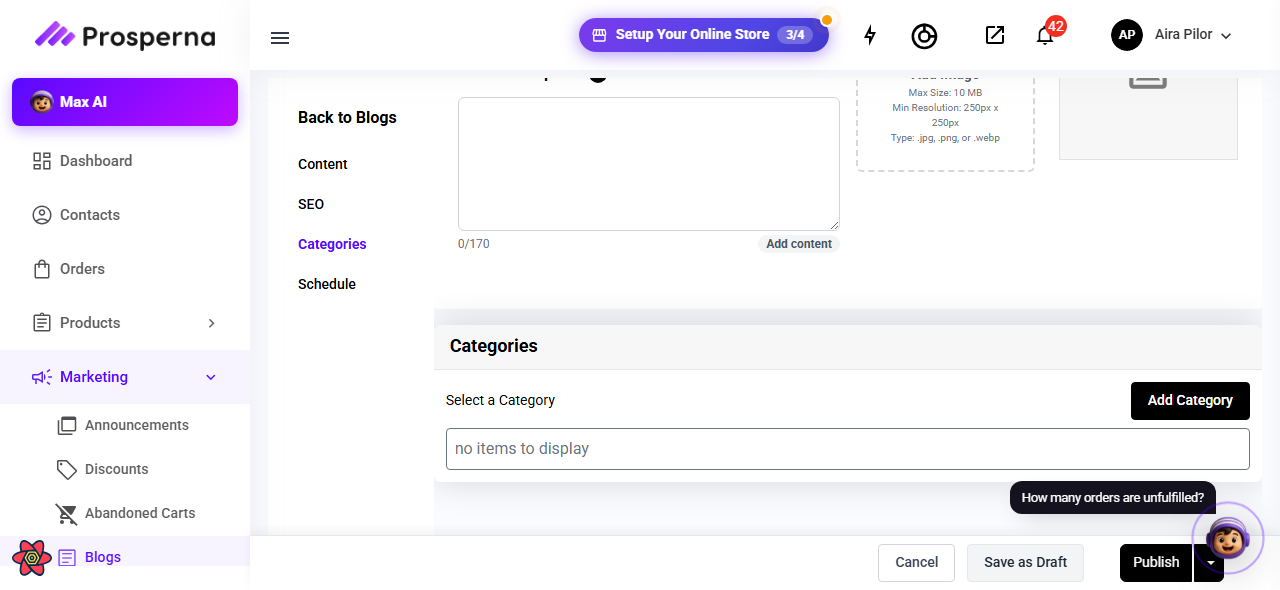 Prosperna
Setup Your Online Store 3/4
42
AP Aira Pilor
Max AI
Dashboard
Contacts
Orders
Products
Marketing
Announcements
Discounts
Abandoned Carts
Blogs
Back to Blogs
Content
SEO
Categories
Schedule
0/170
Add content
Max Size: 10 MB
Min Resolution: 250px x
250px
Type: .jpg, .png, or .webp
Categories
Select a Category
Add Category
no items to display
How many orders are unfulfilled?
Cancel
Save as Draft
Publish